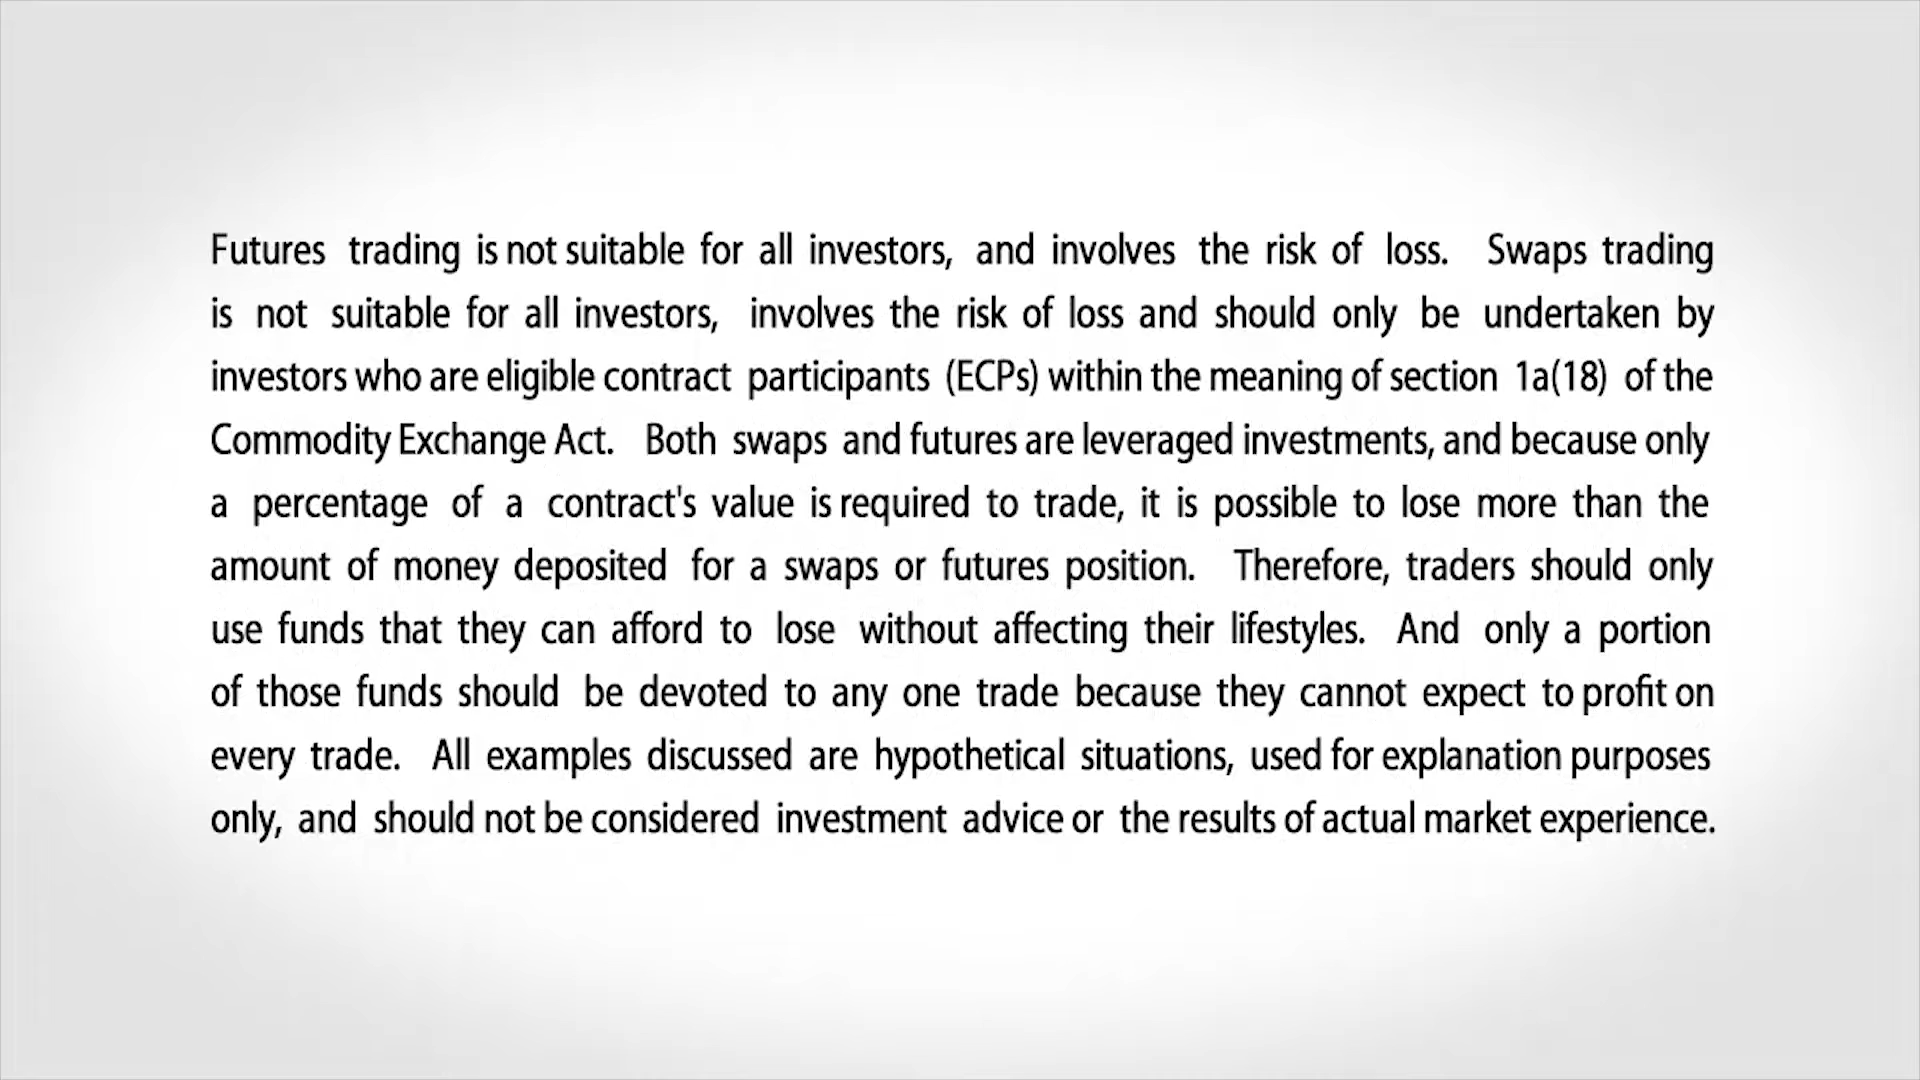 Futures trading is not suitable for all investors, and involves the risk of loss. Swaps trading
is not suitable for all investors, involves the risk of loss and should only be undertaken by
investors who are eligible contract participants (ECPs) within the meaning of section 1a(18) of the
Commodity Exchange Act. Both swaps and futures are leveraged investments, and because only
a percentage of a contract's value is required to trade, it is possible to lose more than the
amount of money deposited for a swaps or futures position. Therefore, traders should only
use funds that they can afford to lose without affecting their lifestyles. And only a portion
of those funds should be devoted to any one trade because they cannot expect to profit on
every trade. All examples discussed are hypothetical situations, used for explanation purposes
only, and should not be considered investment advice or the results of actual market experience.